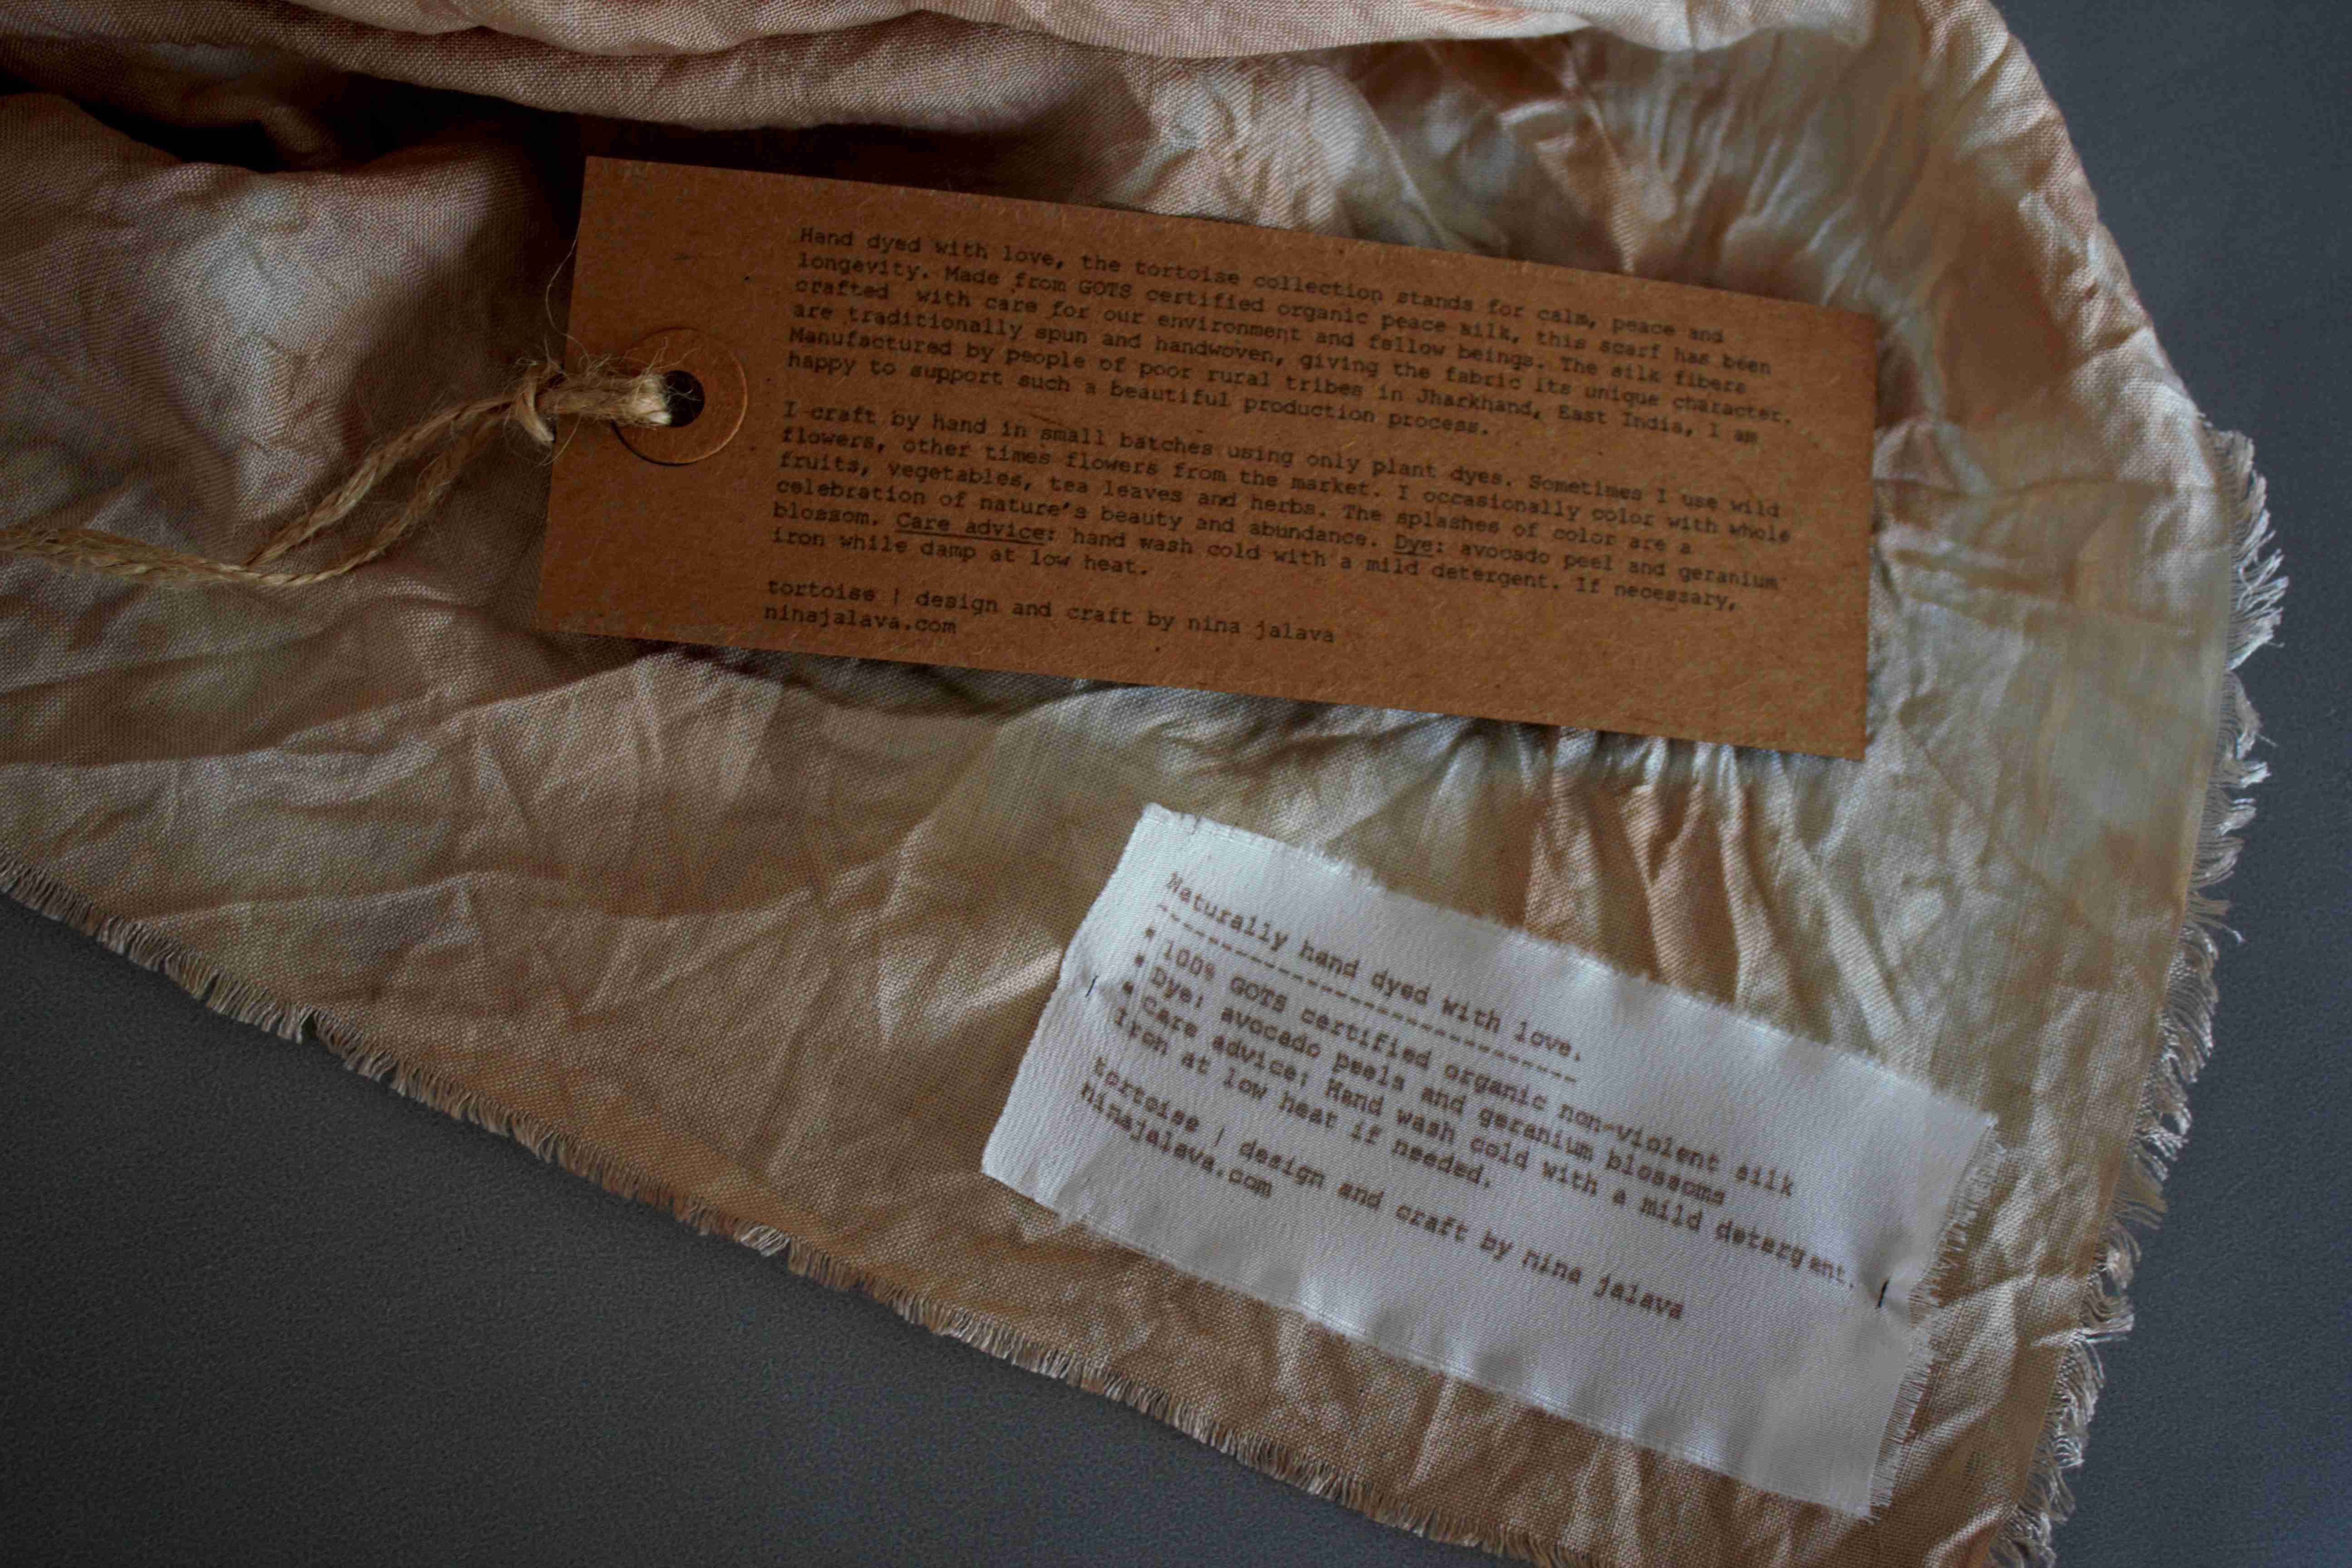 Hand dyed with love, the tortoise collection stands for calm, peace and
longevity. Made from GOTS certified organic peace silk, this scarf has been
crafted with care for our environment and fellow beings. The silk fibers
are traditionally spun and handwoven, giving the fabric its unique character.
Manufactured by people of poor rural tribes in Jharkhand, East India, I am
happy to support such a beautiful production process.
I craft by hand in small batches using only plant dyes. Sometimes I use wild
flowers, other times flowers from the market. I occasionally color with whole
fruits, vegetables, tea leaves and herbs. The splashes of color are a
celebration of nature's beauty and abundance. Dye: avocado peel and geranium
blossom. Care advice: hand wash cold with a mild detergent. If necessary,
iron while damp at low heat.
tortoise | design and craft by nina jalava
ninajalava.com
Naturally hand dyed with love.
------------------------------
* 100% GOTS certified organic non-violent silk
* Dye: avocado peels and geranium blossoms
* Care advice: Hand wash cold with a mild detergent.
Iron at low heat if needed.
tortoise | design and craft by nina jalava
ninajalava.com